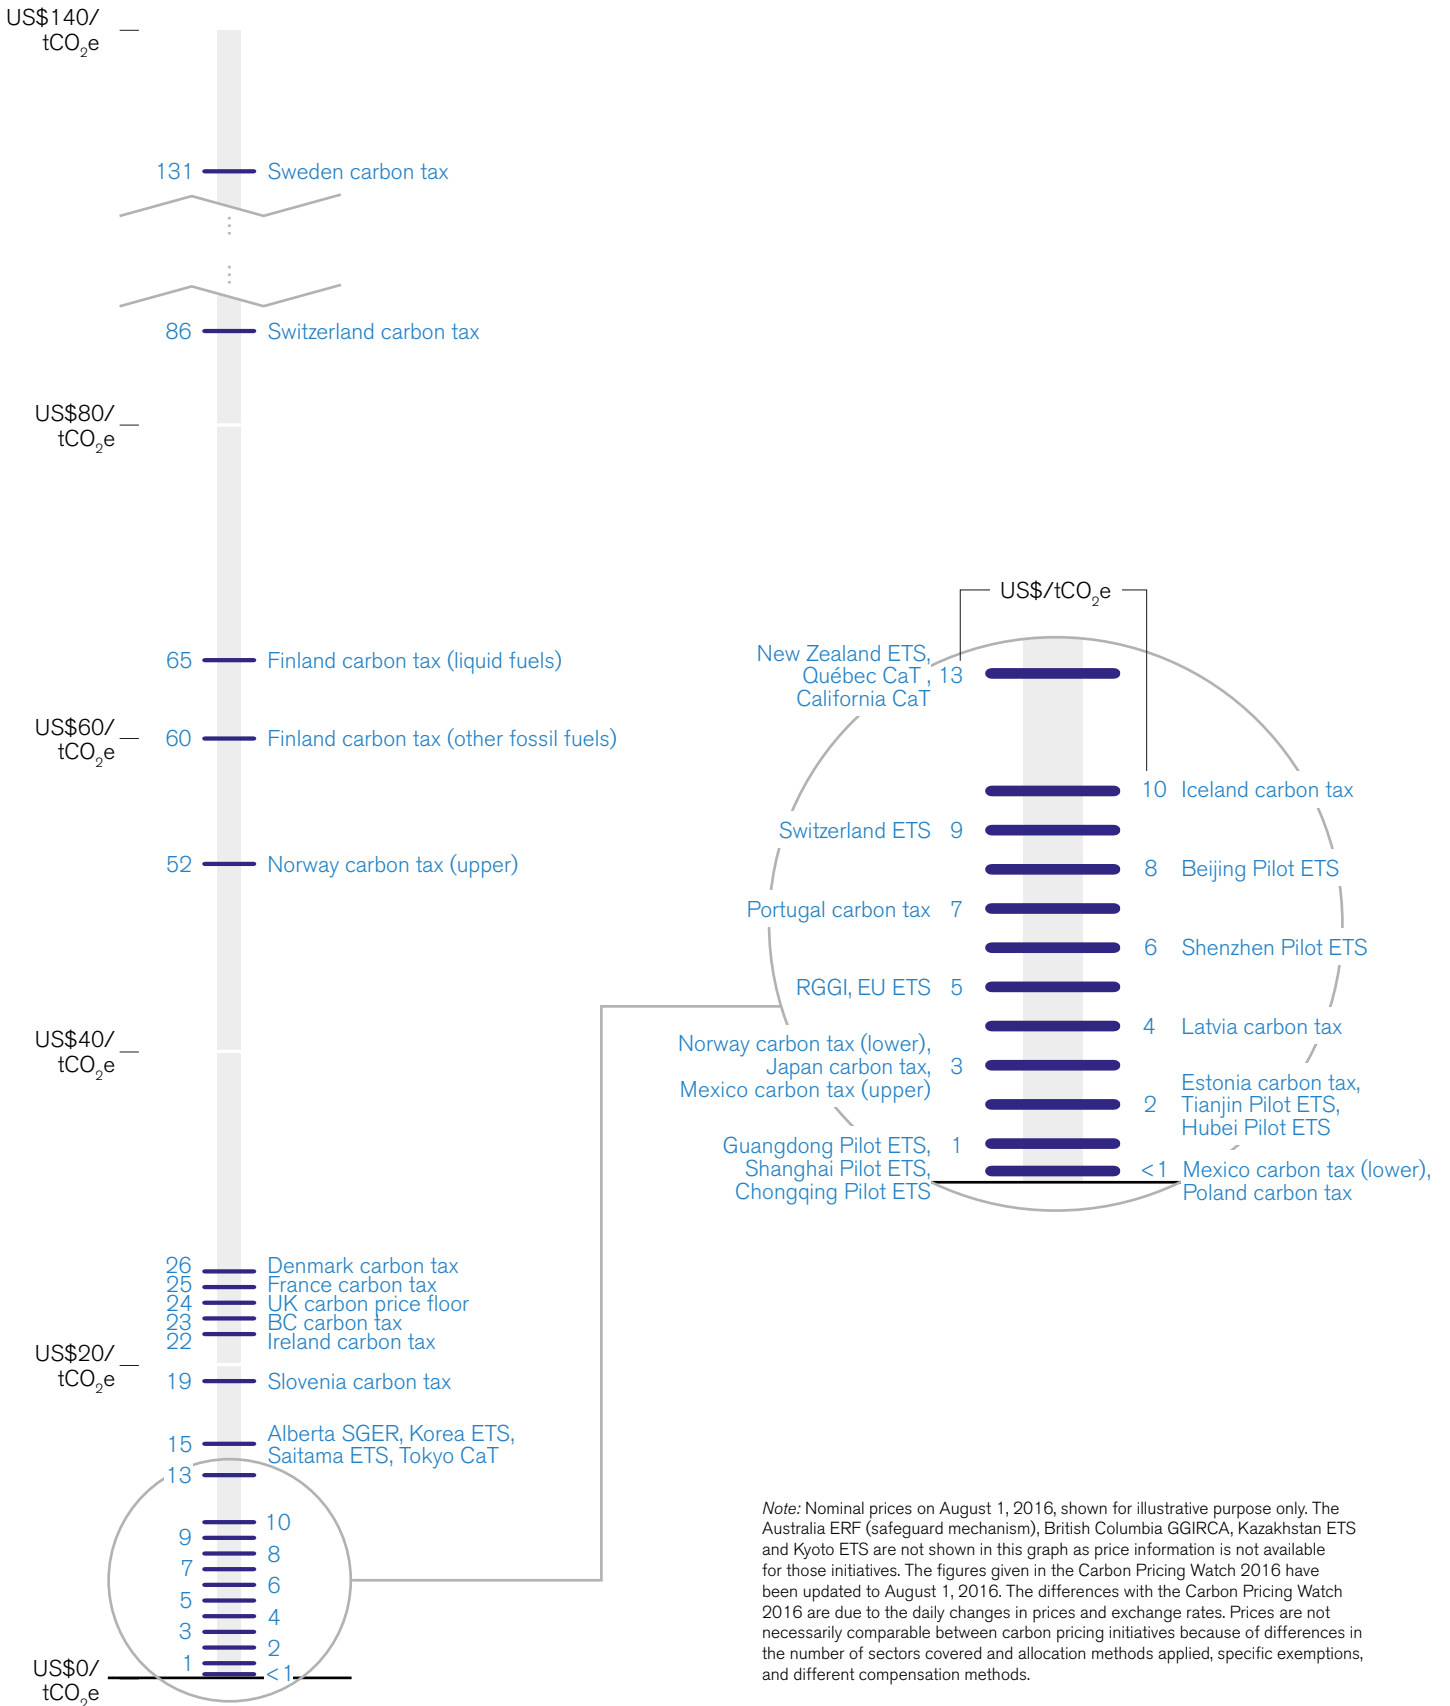 US$140/
tCO2e
131 Sweden carbon tax
86 Switzerland carbon tax
US$80/
tCO2e
65 Finland carbon tax (liquid fuels)
US$60/
tCO2e
60 Finland carbon tax (other fossil fuels)
52 Norway carbon tax (upper)
US$40/
tCO2e
26 Denmark carbon tax
25 France carbon tax
24 UK carbon price floor
23 BC carbon tax
22 Ireland carbon tax
US$20/
tCO2e
19 Slovenia carbon tax
15 Alberta SGER, Korea ETS,
Saitama ETS, Tokyo CaT
13
10
9
8
7
6
5
4
3
2
1
<1
US$0/
tCO2e
US$/tCO2e
New Zealand ETS,
Québec CaT , 13
California CaT
10 Iceland carbon tax
Switzerland ETS 9
8 Beijing Pilot ETS
Portugal carbon tax 7
6 Shenzhen Pilot ETS
RGGI, EU ETS 5
4 Latvia carbon tax
Norway carbon tax (lower),
Japan carbon tax, 3
Mexico carbon tax (upper)
Estonia carbon tax,
2 Tianjin Pilot ETS,
Hubei Pilot ETS
Guangdong Pilot ETS, 1
Shanghai Pilot ETS,
Chongqing Pilot ETS
<1 Mexico carbon tax (lower),
Poland carbon tax
Note: Nominal prices on August 1, 2016, shown for illustrative purpose only. The
Australia ERF (safeguard mechanism), British Columbia GGIRCA, Kazakhstan ETS
and Kyoto ETS are not shown in this graph as price information is not available
for those initiatives. The figures given in the Carbon Pricing Watch 2016 have
been updated to August 1, 2016. The differences with the Carbon Pricing Watch
2016 are due to the daily changes in prices and exchange rates. Prices are not
necessarily comparable between carbon pricing initiatives because of differences in
the number of sectors covered and allocation methods applied, specific exemptions,
and different compensation methods.